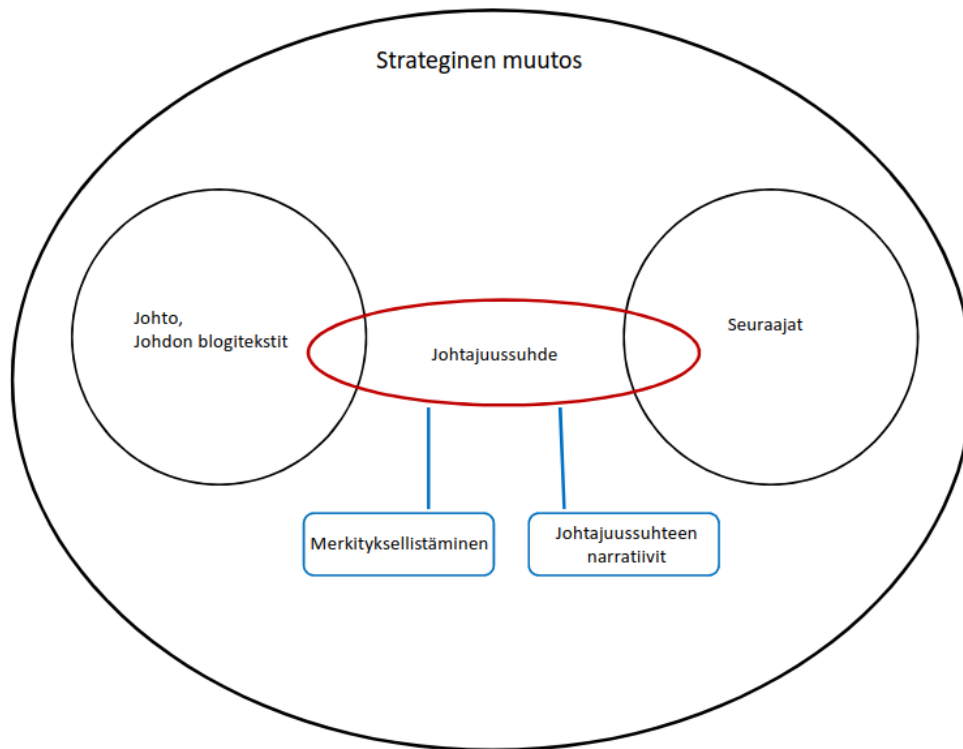 Strateginen muutos
Johto,
Johdon blogitekstit
Johtajuussuhde
Seuraajat
Merkityksellistäminen
Johtajuussuhteen
narratiivit